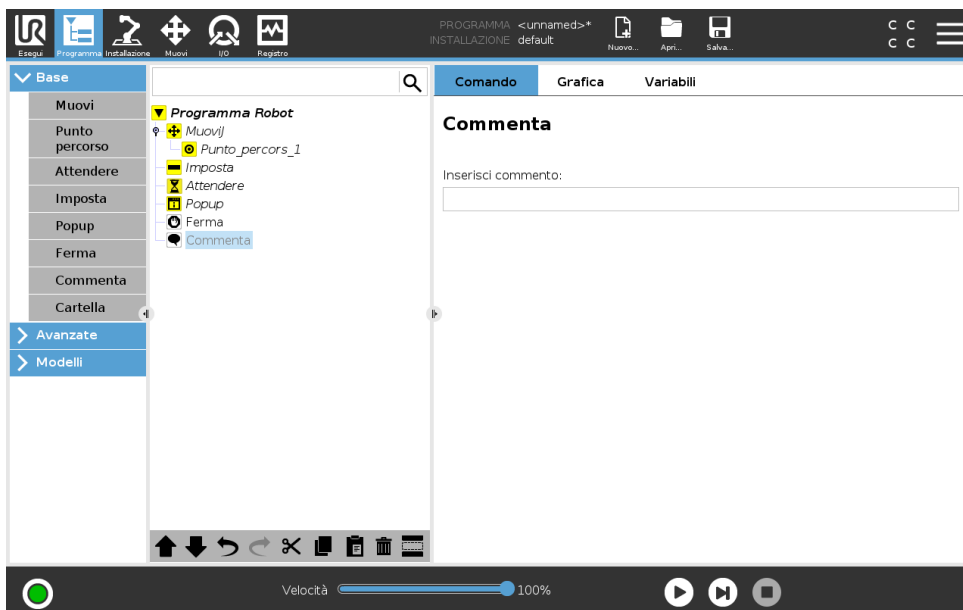 UR
PROGRAMMA <unnamed>*
INSTALLAZIONE default
Esegui Programma Installazione Muovi I/O Registro
Nuovo... Apri... Salva...
C C
C C
Base
Muovi
Punto
percorso
Attendere
Imposta
Popup
Ferma
Commenta
Cartella
Avanzate
Modelli
Programma Robot
MuoviJ
Punto_percors_1
Imposta
Attendere
Popup
Ferma
Commenta
Comando Grafica Variabili
Commenta
Inserisci commento:
Velocità 100%